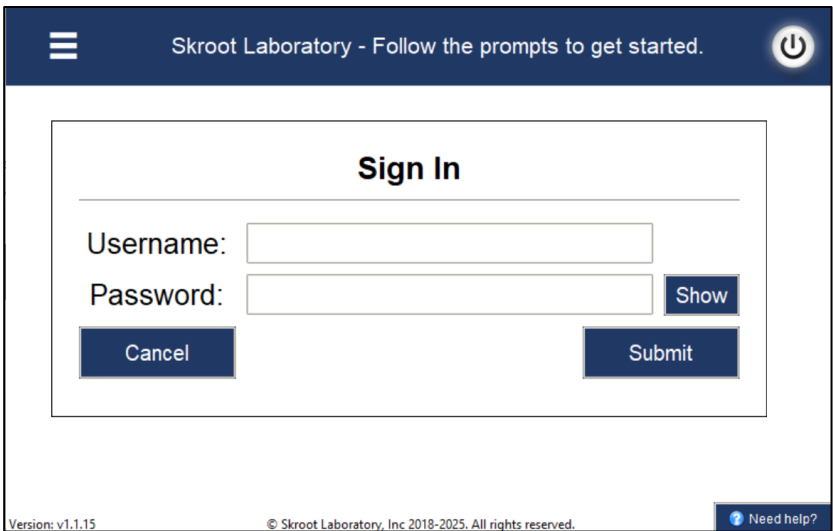 Skroot Laboratory - Follow the prompts to get started.
Sign In
Username:
Password:
Show
Cancel
Submit
Version: v1.1.15
© Skroot Laboratory, Inc 2018-2025. All rights reserved.
Need help?